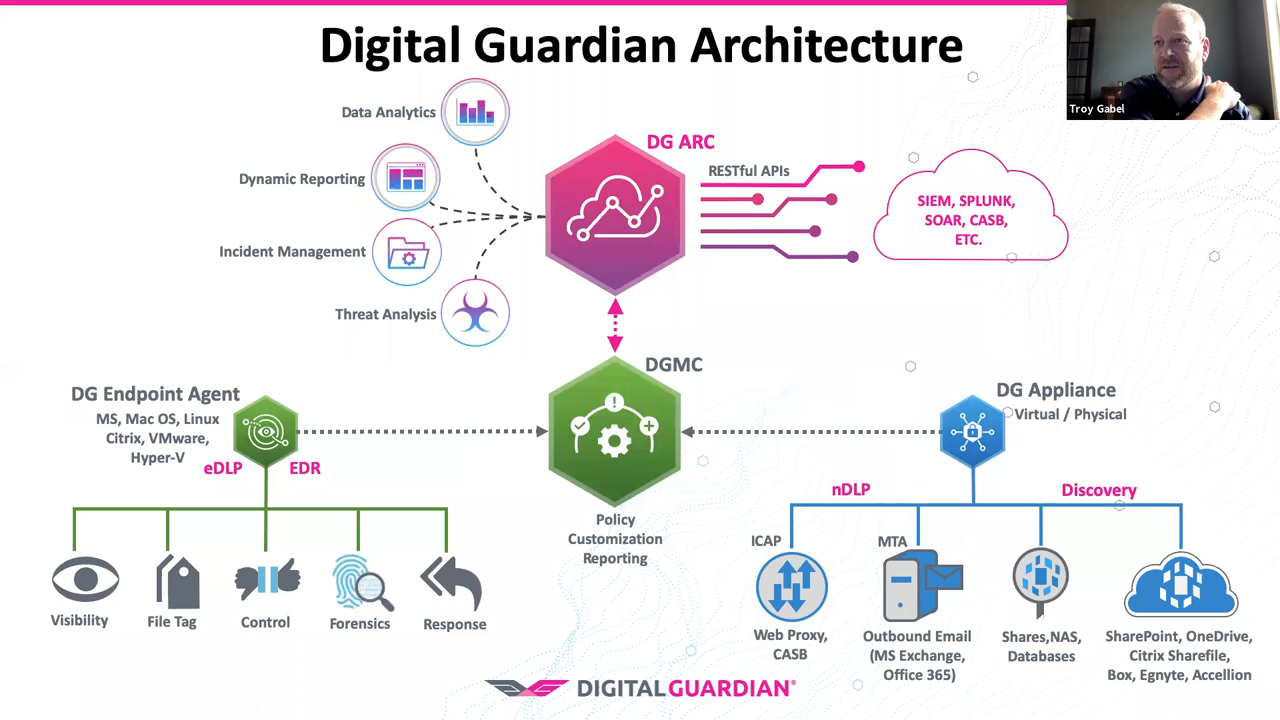 Digital Guardian Architecture
Troy Gabel
Data Analytics
Dynamic Reporting
Incident Management
Threat Analysis
DG ARC
RESTful APIs
SIEM, SPLUNK,
SOAR, CASB,
ETC.
DGMC
Policy
Customization
Reporting
DG Endpoint Agent
MS, Mac OS, Linux
Citrix, VMware,
Hyper-V
eDLP
EDR
Visibility
File Tag
Control
Forensics
Response
DG Appliance
Virtual / Physical
nDLP
Discovery
ICAP
MTA
Web Proxy,
CASB
Outbound Email
(MS Exchange,
Office 365)
Shares,NAS,
Databases
SharePoint, OneDrive,
Citrix Sharefile,
Box, Egnyte, Accellion
DIGITALGUARDIAN®